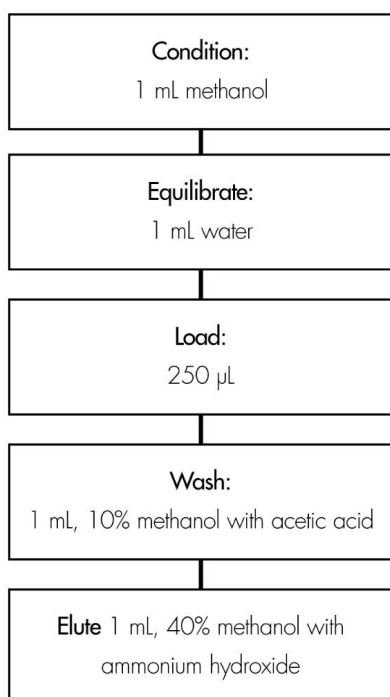 Condition:
1 mL methanol
Equilibrate:
1 mL water
Load:
250 µL
Wash:
1 mL, 10% methanol with acetic acid
Elute 1 mL, 40% methanol with
ammonium hydroxide